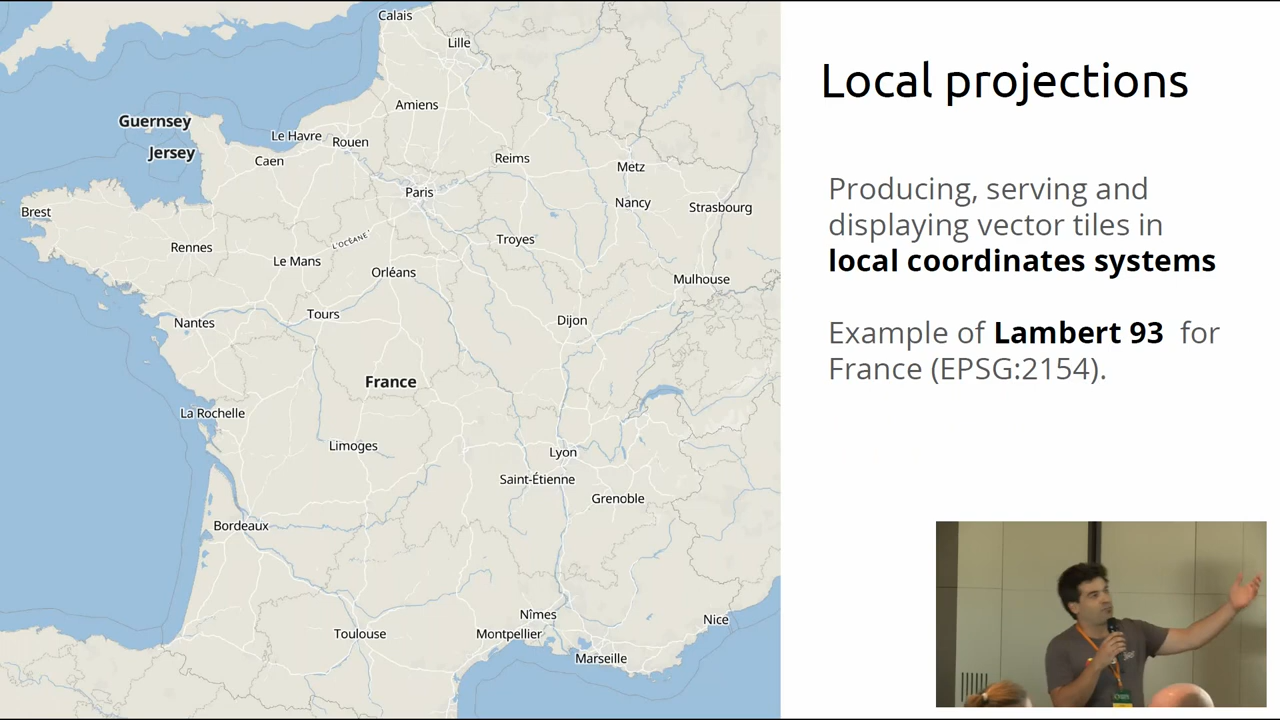 Local projections
Producing, serving and
displaying vector tiles in
local coordinates systems
Example of Lambert 93 for
France (EPSG:2154).
Calais
Lille
Amiens
Guernsey
Le Havre
Rouen
Jersey
Caen
Reims
Metz
Paris
Nancy
Strasbourg
Brest
Rennes
L'OCÉANE
Troyes
Le Mans
Orléans
Mulhouse
Tours
Nantes
Dijon
France
La Rochelle
Limoges
Lyon
Saint-Étienne
Grenoble
Bordeaux
Nîmes
Nice
Toulouse
Montpellier
Marseille